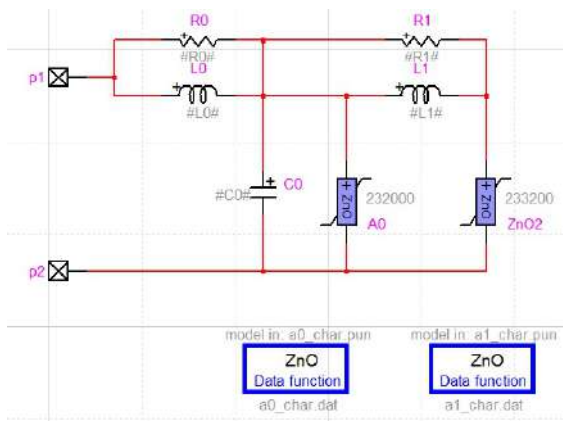 R0
R1
#R0#
#R1#
L0
L1
p1
#L0#
#L1#
C0
#C0#
+ ZnO
232000
A0
+ ZnO
233200
ZnO2
p2
model in: a0_char.pun
model in: a1_char.pun
ZnO
Data function
ZnO
Data function
a0_char.dat
a1_char.dat